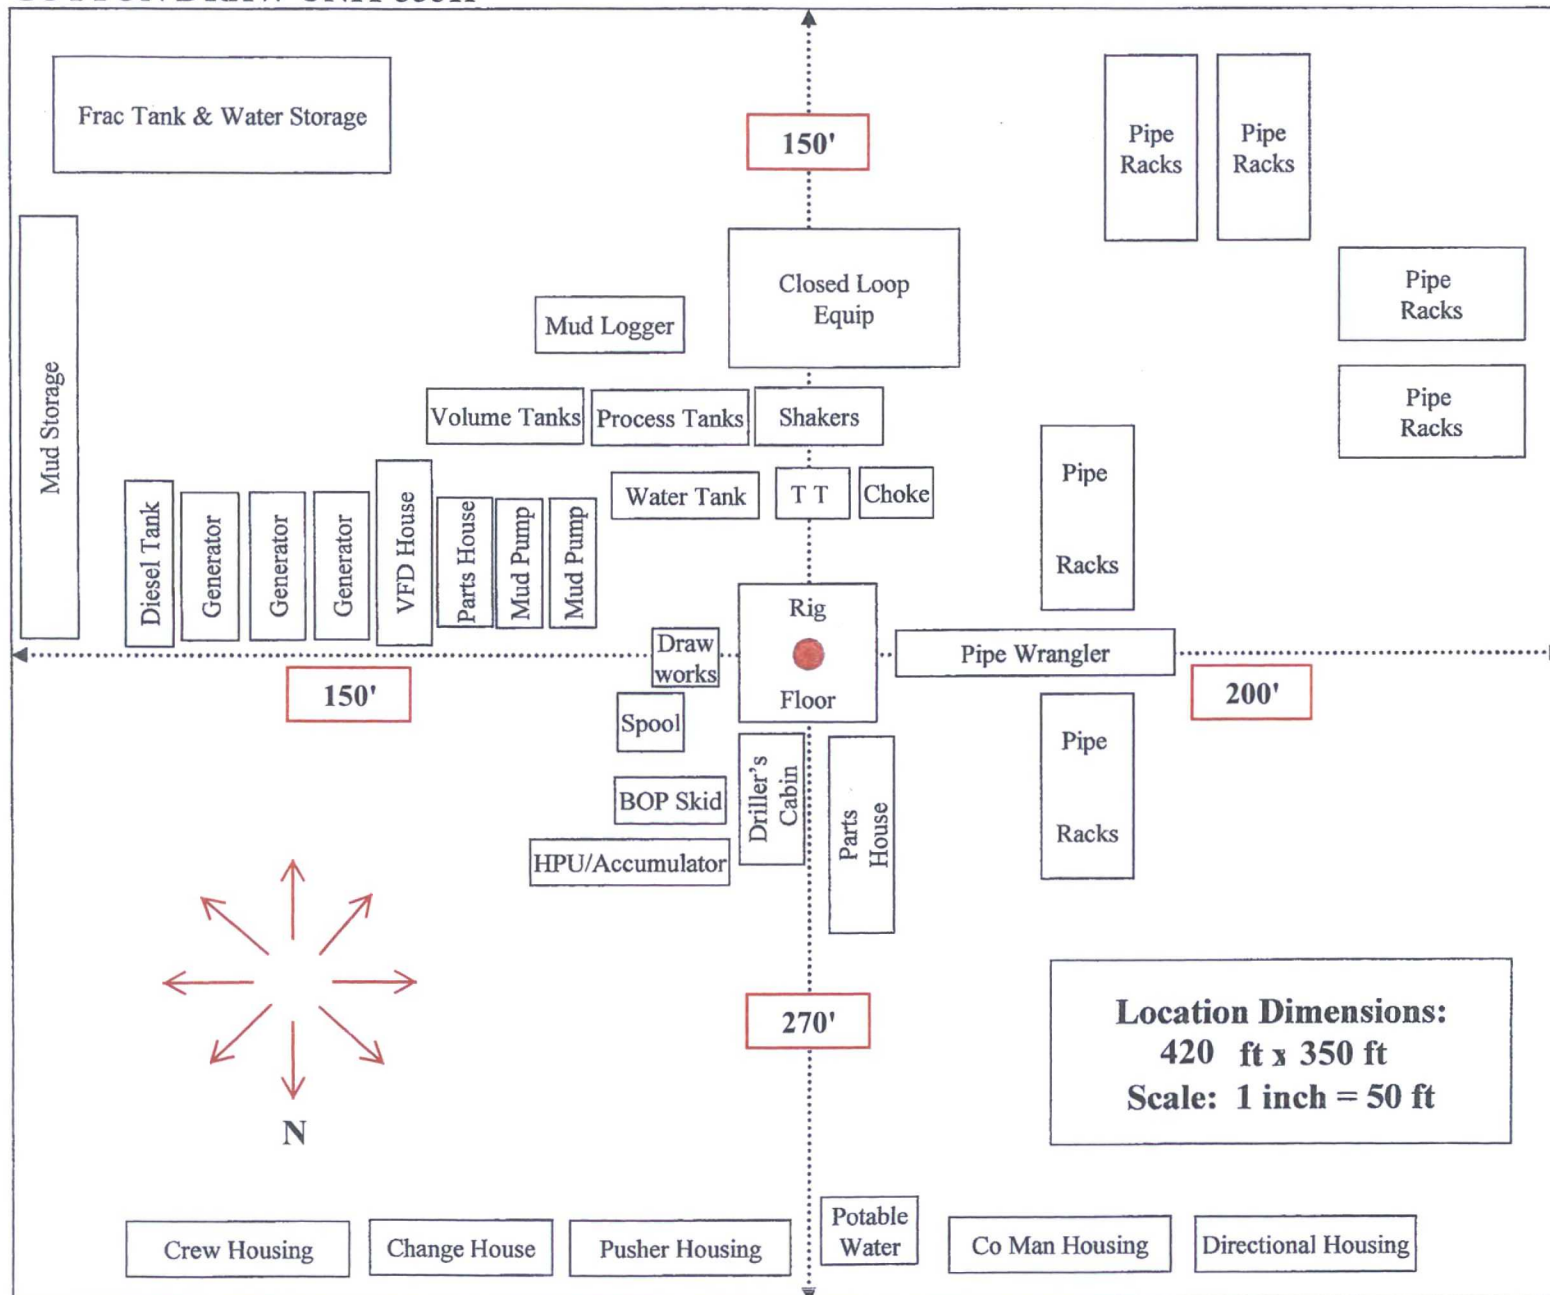 Frac Tank & Water Storage
150'
Pipe
Racks
Pipe
Racks
Closed Loop
Equip
Pipe
Racks
Mud Logger
Mud Storage
Volume Tanks
Process Tanks
Shakers
Pipe
Racks
Pipe
Racks
Water Tank
T T
Choke
Diesel Tank
Generator
Generator
Generator
VFD House
Parts House
Mud Pump
Mud Pump
Rig
Floor
Draw
works
Pipe Wrangler
150'
200'
Spool
Pipe
Racks
Driller's
Cabin
Parts
House
BOP Skid
HPU/Accumulator
N
270'
Location Dimensions:
420 ft x 350 ft
Scale: 1 inch = 50 ft
Crew Housing
Change House
Pusher Housing
Potable
Water
Co Man Housing
Directional Housing